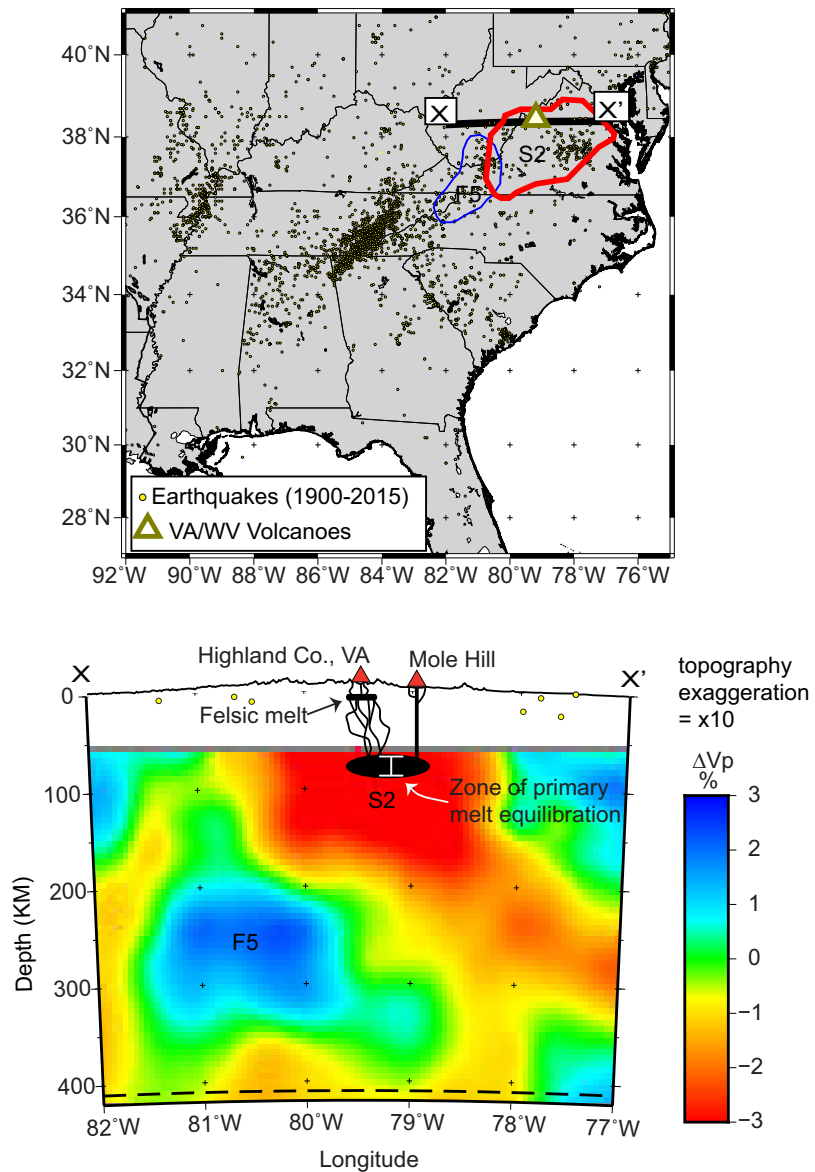 40°N
38°N
36°N
34°N
32°N
30°N
28°N
X
X'
S2
F5
Earthquakes (1900-2015)
VA/WV Volcanoes
92°W 90°W 88°W 86°W 84°W 82°W 80°W 78°W 76°W
X
Highland Co., VA
Mole Hill
X'
topography
exaggeration
= x10
Felsic melt
Zone of primary
melt equilibration
S2
F5
0
100
200
300
400
Depth (KM)
82°W 81°W 80°W 79°W 78°W 77°W
Longitude
ΔVp
%
3
2
1
0
−1
−2
−3